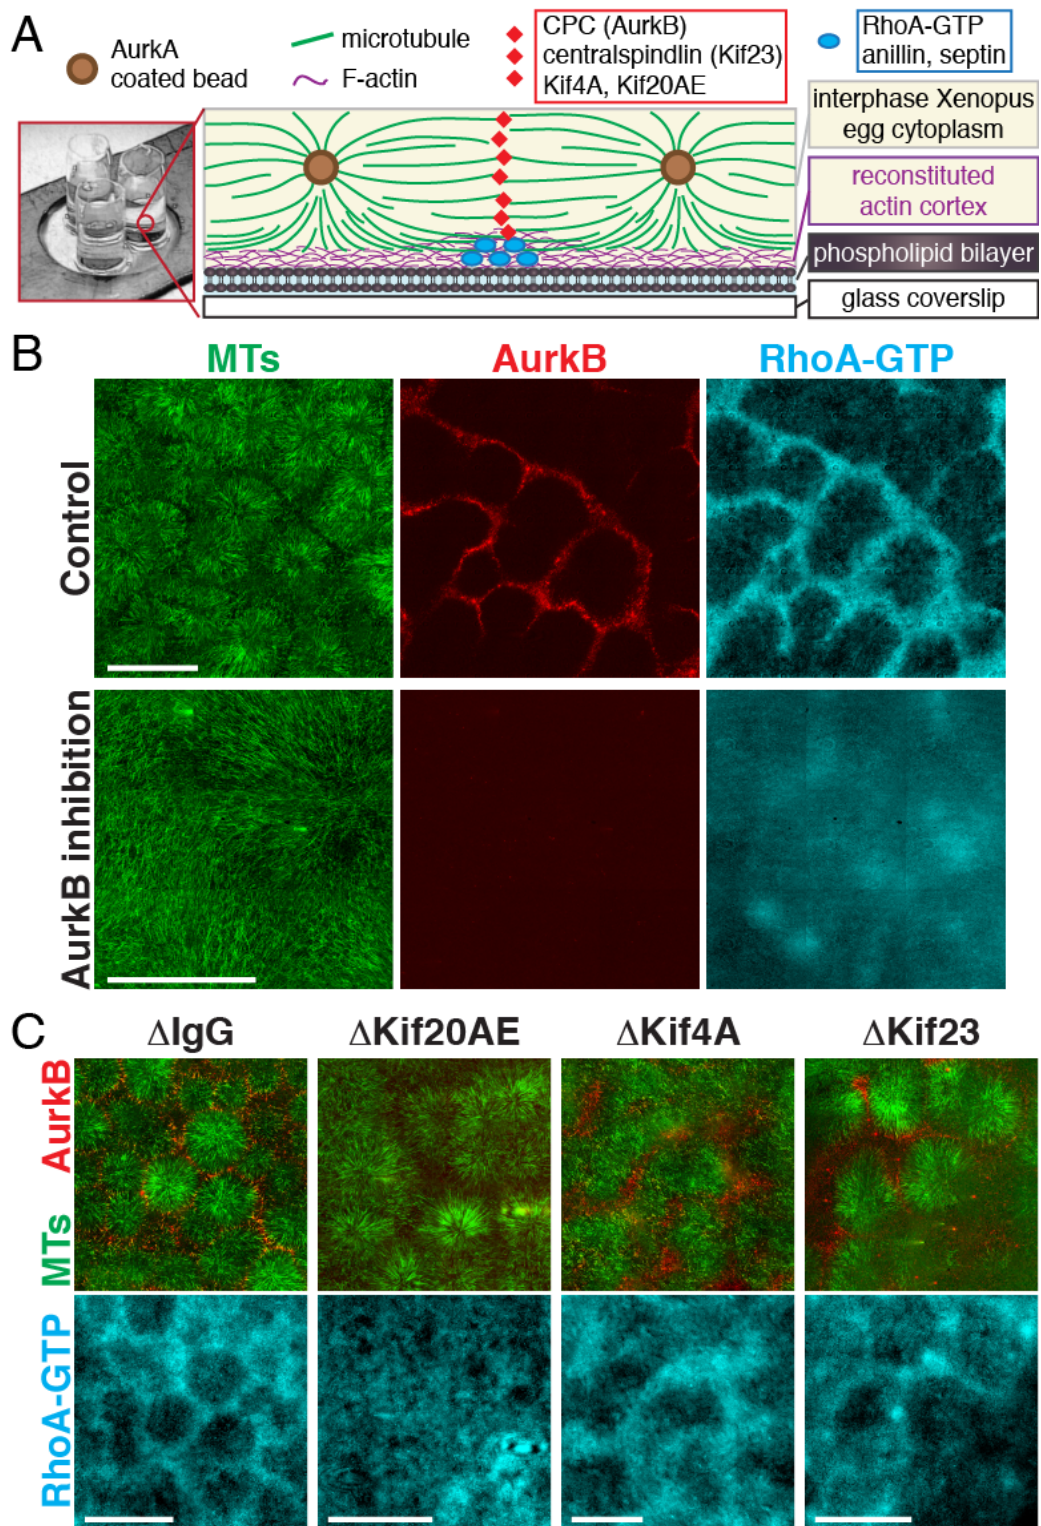 A
AurkA
coated bead
microtubule
F-actin
CPC (AurkB)
centralspindlin (Kif23)
Kif4A, Kif20AE
RhoA-GTP
anillin, septin
interphase Xenopus
egg cytoplasm
reconstituted
actin cortex
phospholipid bilayer
glass coverslip
B
MTs
AurkB
RhoA-GTP
Control
AurkB inhibition
C
ΔIgG
ΔKif20AE
ΔKif4A
ΔKif23
MTs
AurkB
RhoA-GTP